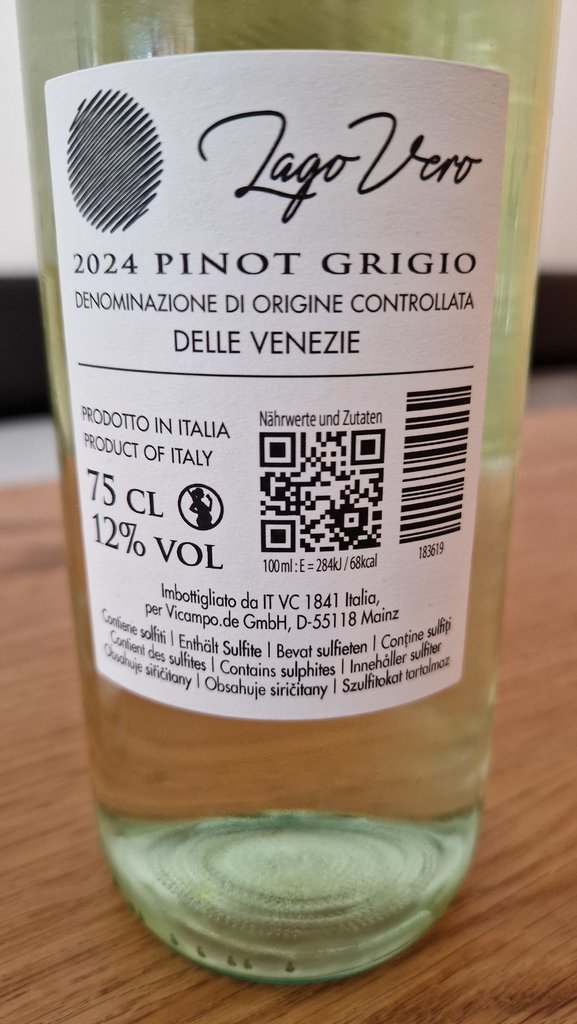 Lago Vero
2024 PINOT GRIGIO
DENOMINAZIONE DI ORIGINE CONTROLLATA
DELLE VENEZIE
PRODOTTO IN ITALIA
PRODUCT OF ITALY
75 CL
12% VOL
Nährwerte und Zutaten
100ml : E = 284kJ / 68kcal
183619
Imbottigliato da IT VC 1841 Italia,
per Vicampo.de GmbH, D-55118 Mainz
Contiene solfiti | Enthält Sulfite | Bevat sulfieten | Conține sulfiți
Contient des sulfites | Contains sulphites | Innehåller sulfiter
Obsahuje siřičitany | Obsahuje siričitany | Szulfitokat tartalmaz